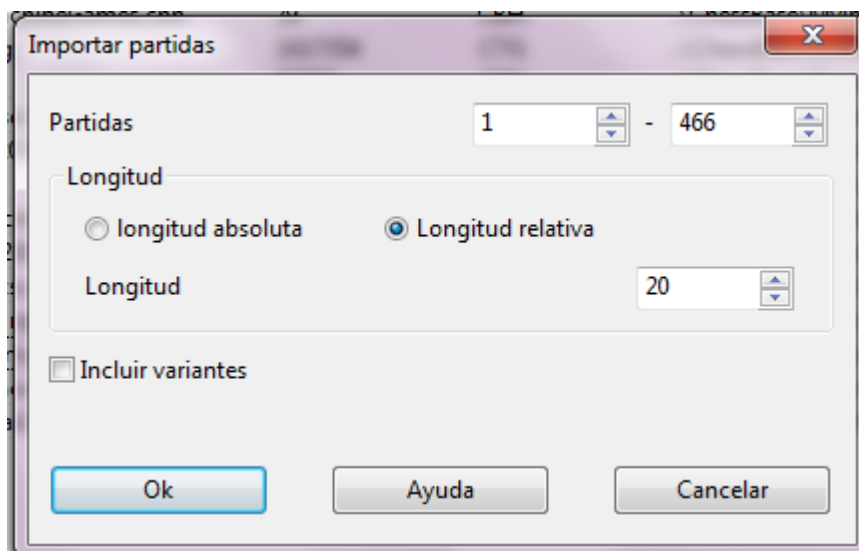 Importar partidas
Partidas 1 - 466
Longitud
longitud absoluta Longitud relativa
Longitud 20
Incluir variantes
Ok Ayuda Cancelar